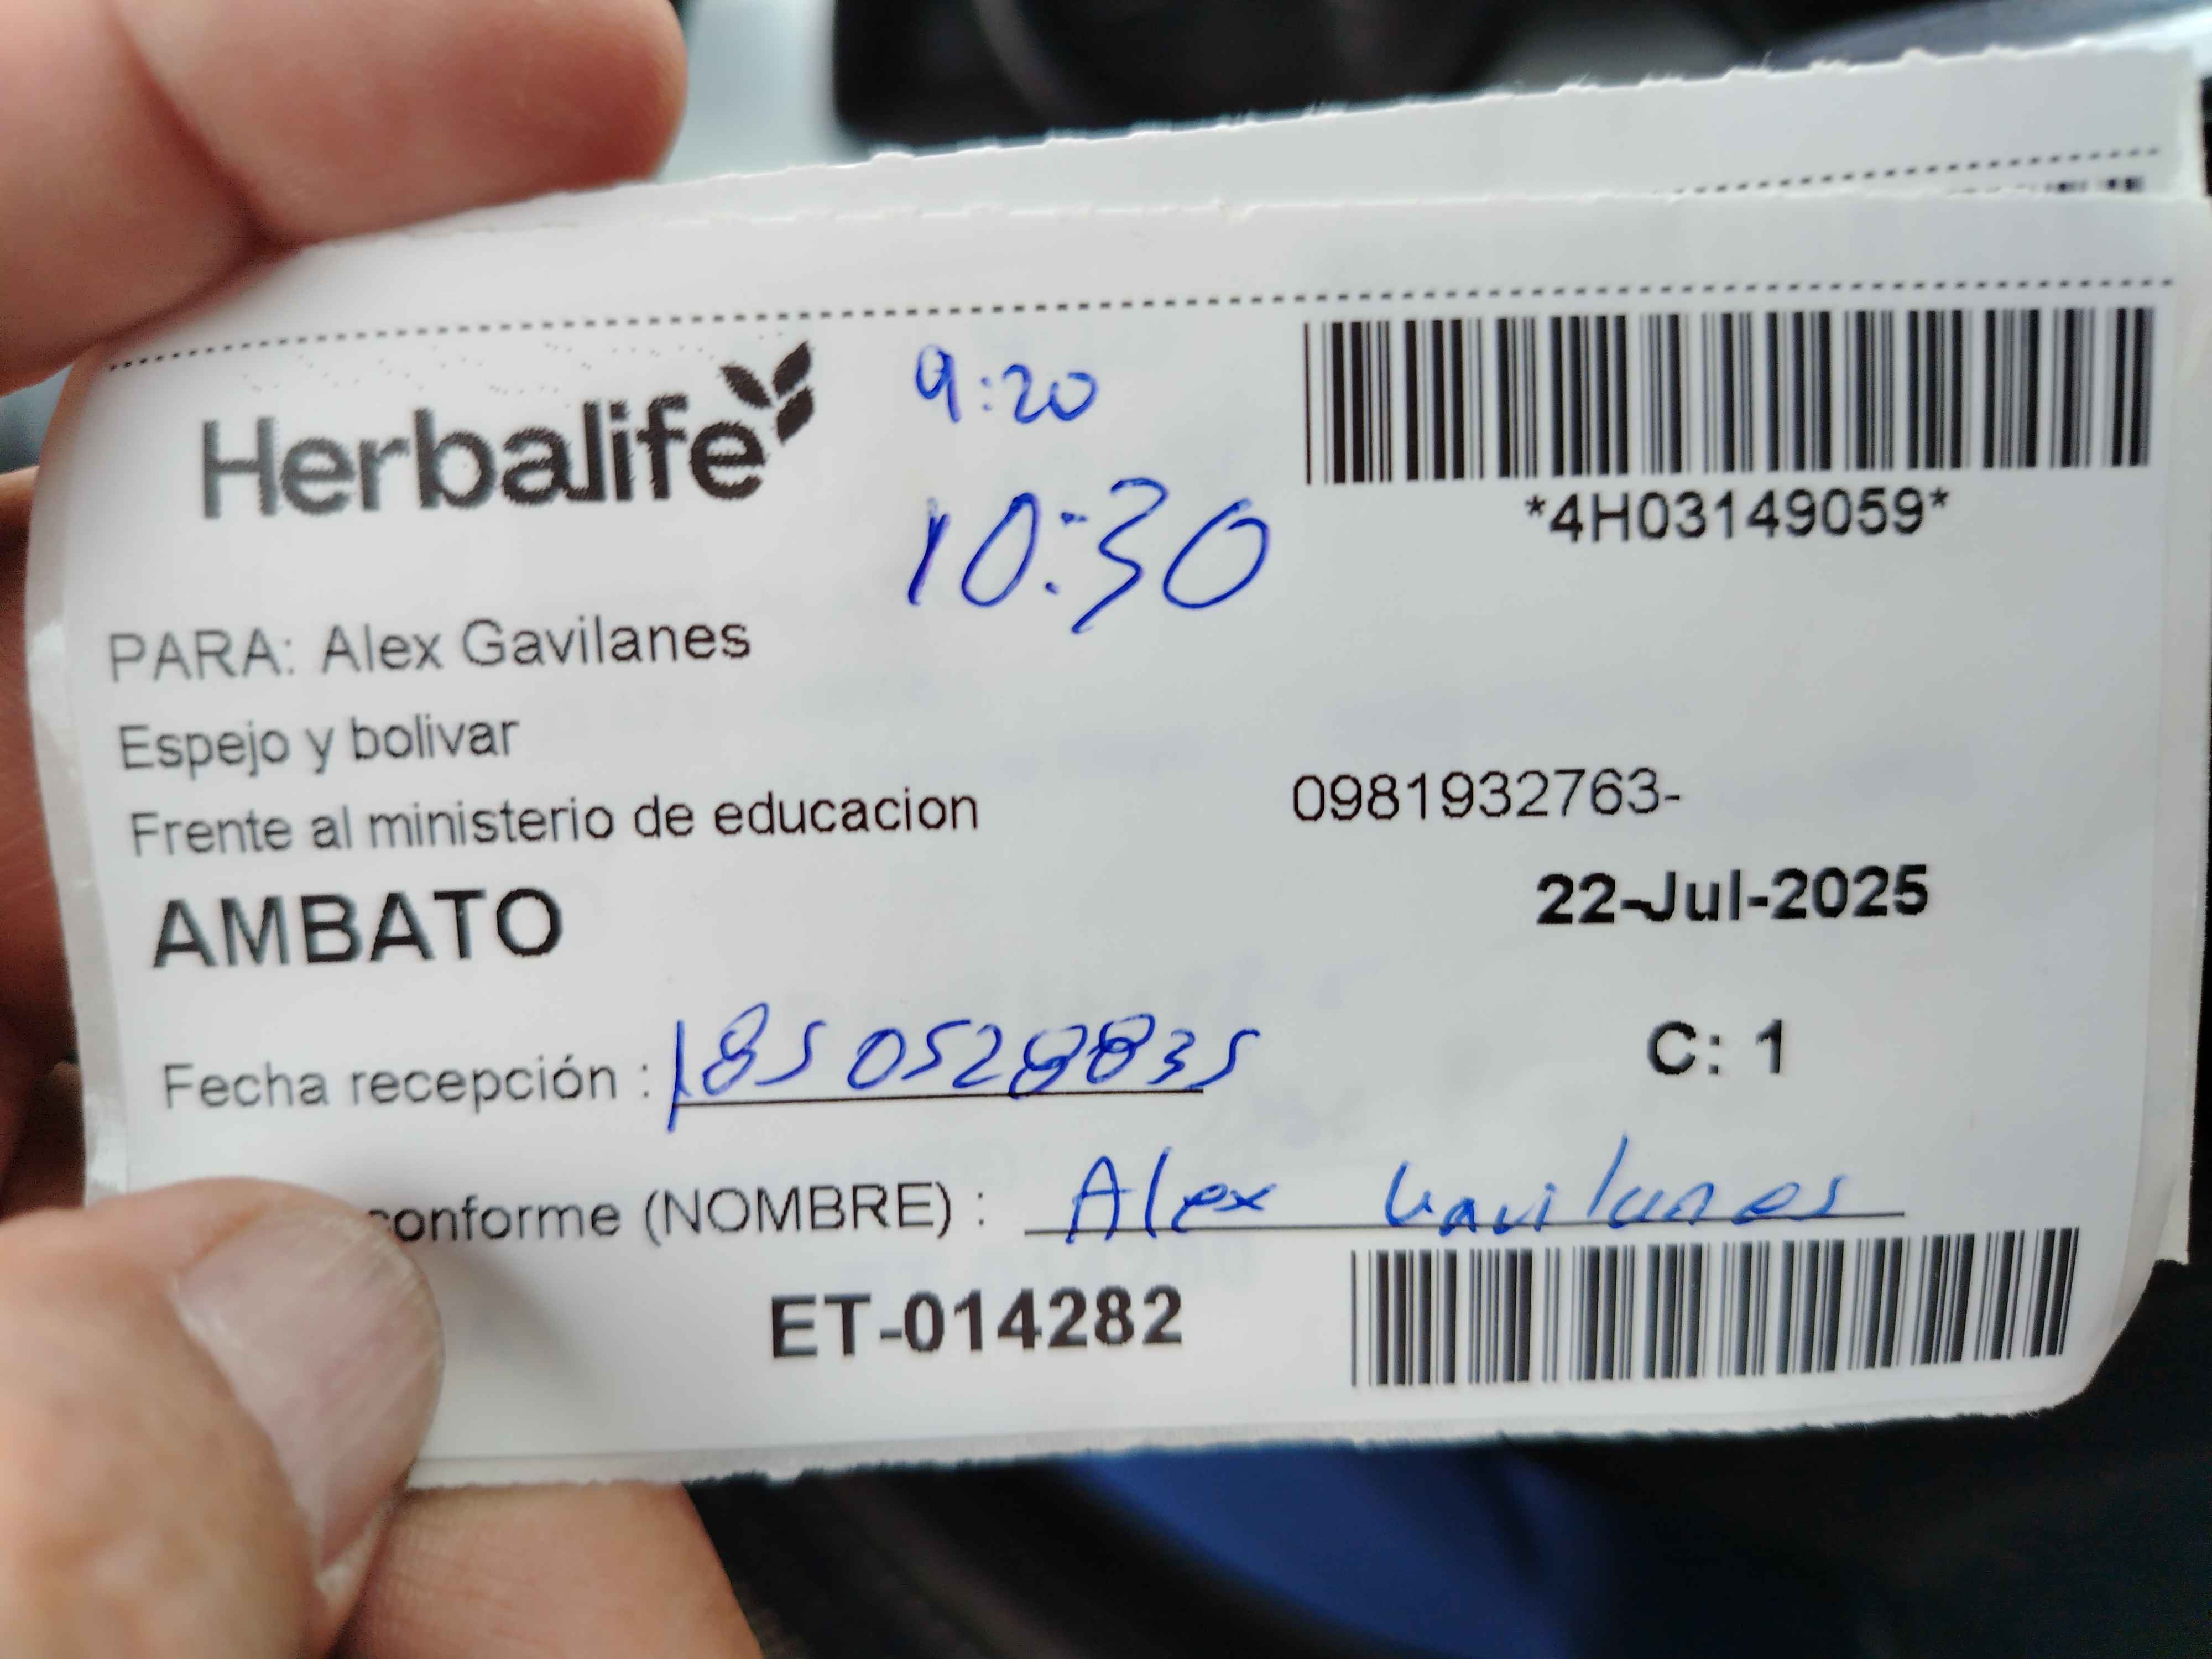 Herbalife
9:20
10:30
*4H03149059*
PARA: Alex Gavilanes
Espejo y bolivar
Frente al ministerio de educacion
0981932763-
AMBATO
22-Jul-2025
Fecha recepción : 1850528835
C: 1
conforme (NOMBRE) : Alex Gavilanes
ET-014282